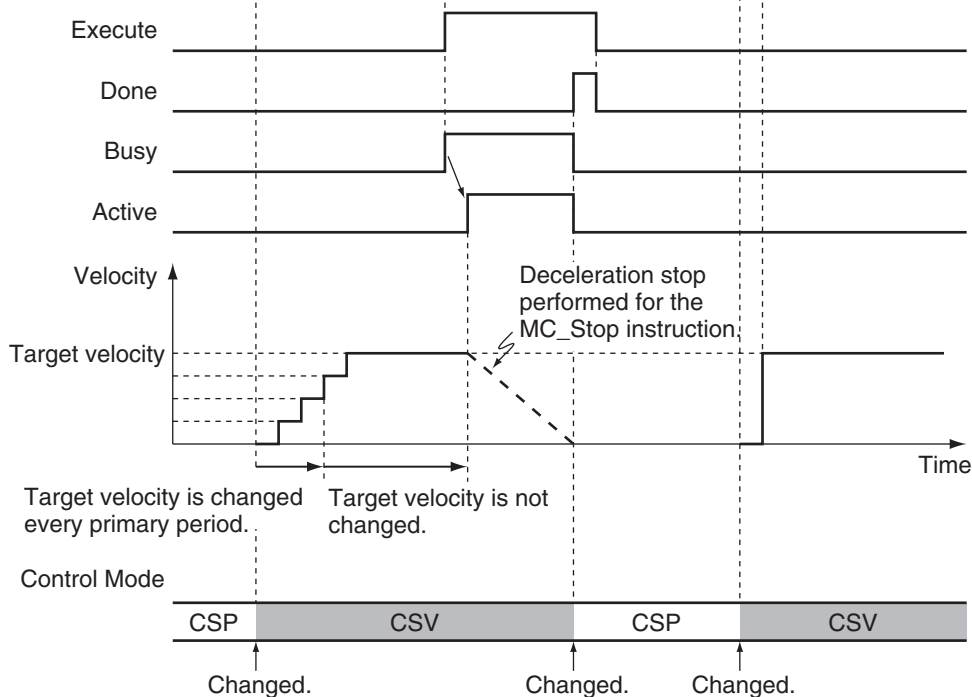 Execute
Done
Busy
Active
Velocity
Deceleration stop
performed for the
MC_Stop instruction.
Target velocity
Time
Target velocity is changed
every primary period.
Target velocity is not
changed.
Control Mode
CSP CSV CSP CSV
Changed. Changed. Changed.